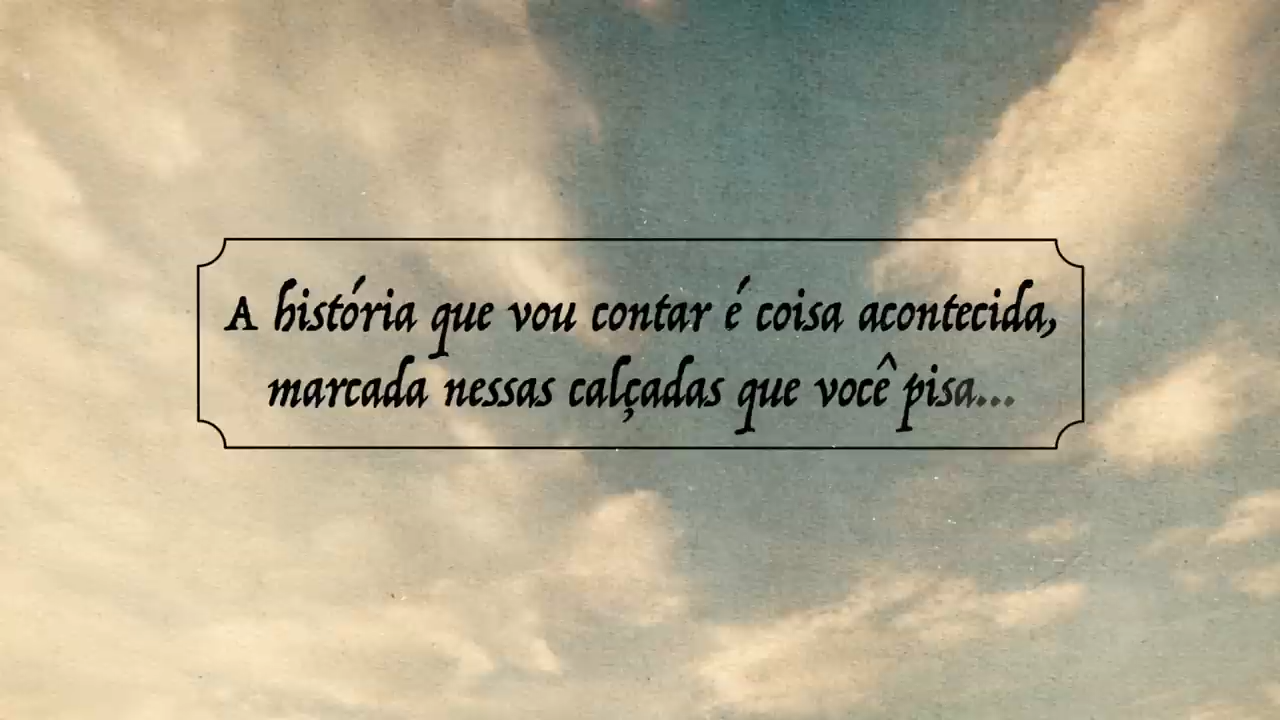 A história que vou contar é coisa acontecida,
marcada nessas calçadas que você pisa...